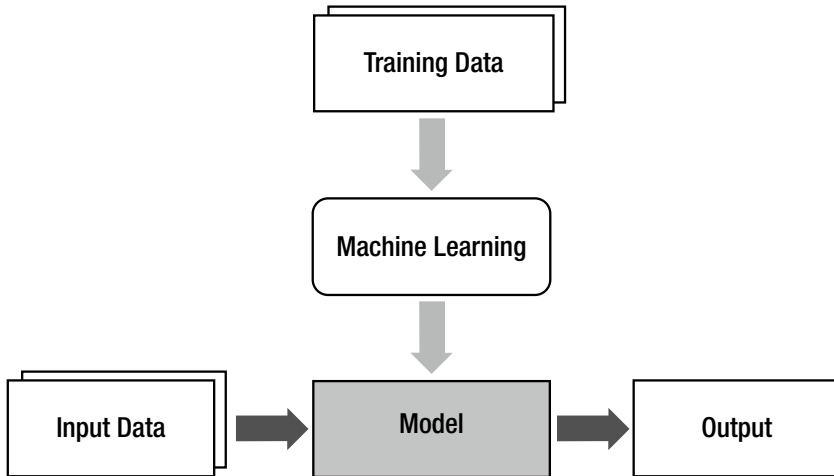 Training Data
Machine Learning
Input Data
Model
Output